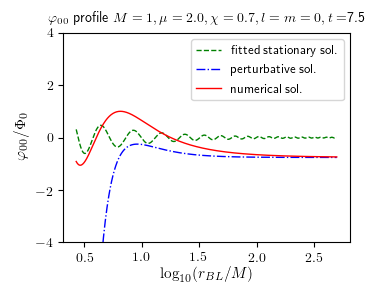 φ₀₀ profile M = 1, μ = 2.0, χ = 0.7, l = m = 0, t =7.5
fitted stationary sol.
perturbative sol.
numerical sol.
φ₀₀/Φ₀
4
2
0
−2
−4
0.5 1.0 1.5 2.0 2.5
log₁₀(r_BL/M)